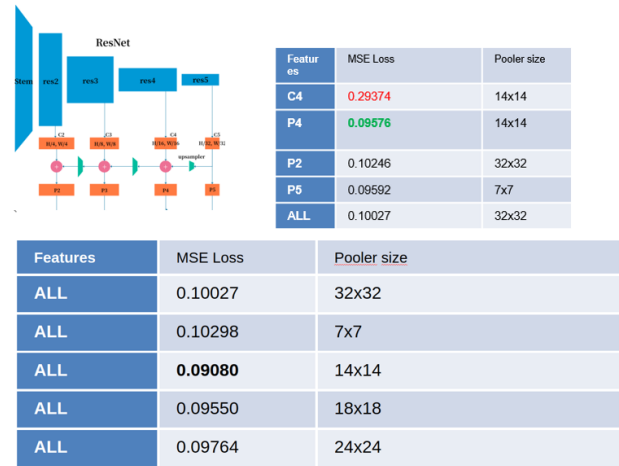 ResNet
Stem
res2
res3
res4
res5
C2
C3
C4
C5
H/4, W/4
H/8, W/8
H/16, W/16
H/32, W/32
upsampler
P2
P3
P4
P5
Featur
es
MSE Loss
Pooler size
C4
0.29374
14x14
P4
0.09576
14x14
P2
0.10246
32x32
P5
0.09592
7x7
ALL
0.10027
32x32
Features
MSE Loss
Pooler size
ALL
0.10027
32x32
ALL
0.10298
7x7
ALL
0.09080
14x14
ALL
0.09550
18x18
ALL
0.09764
24x24